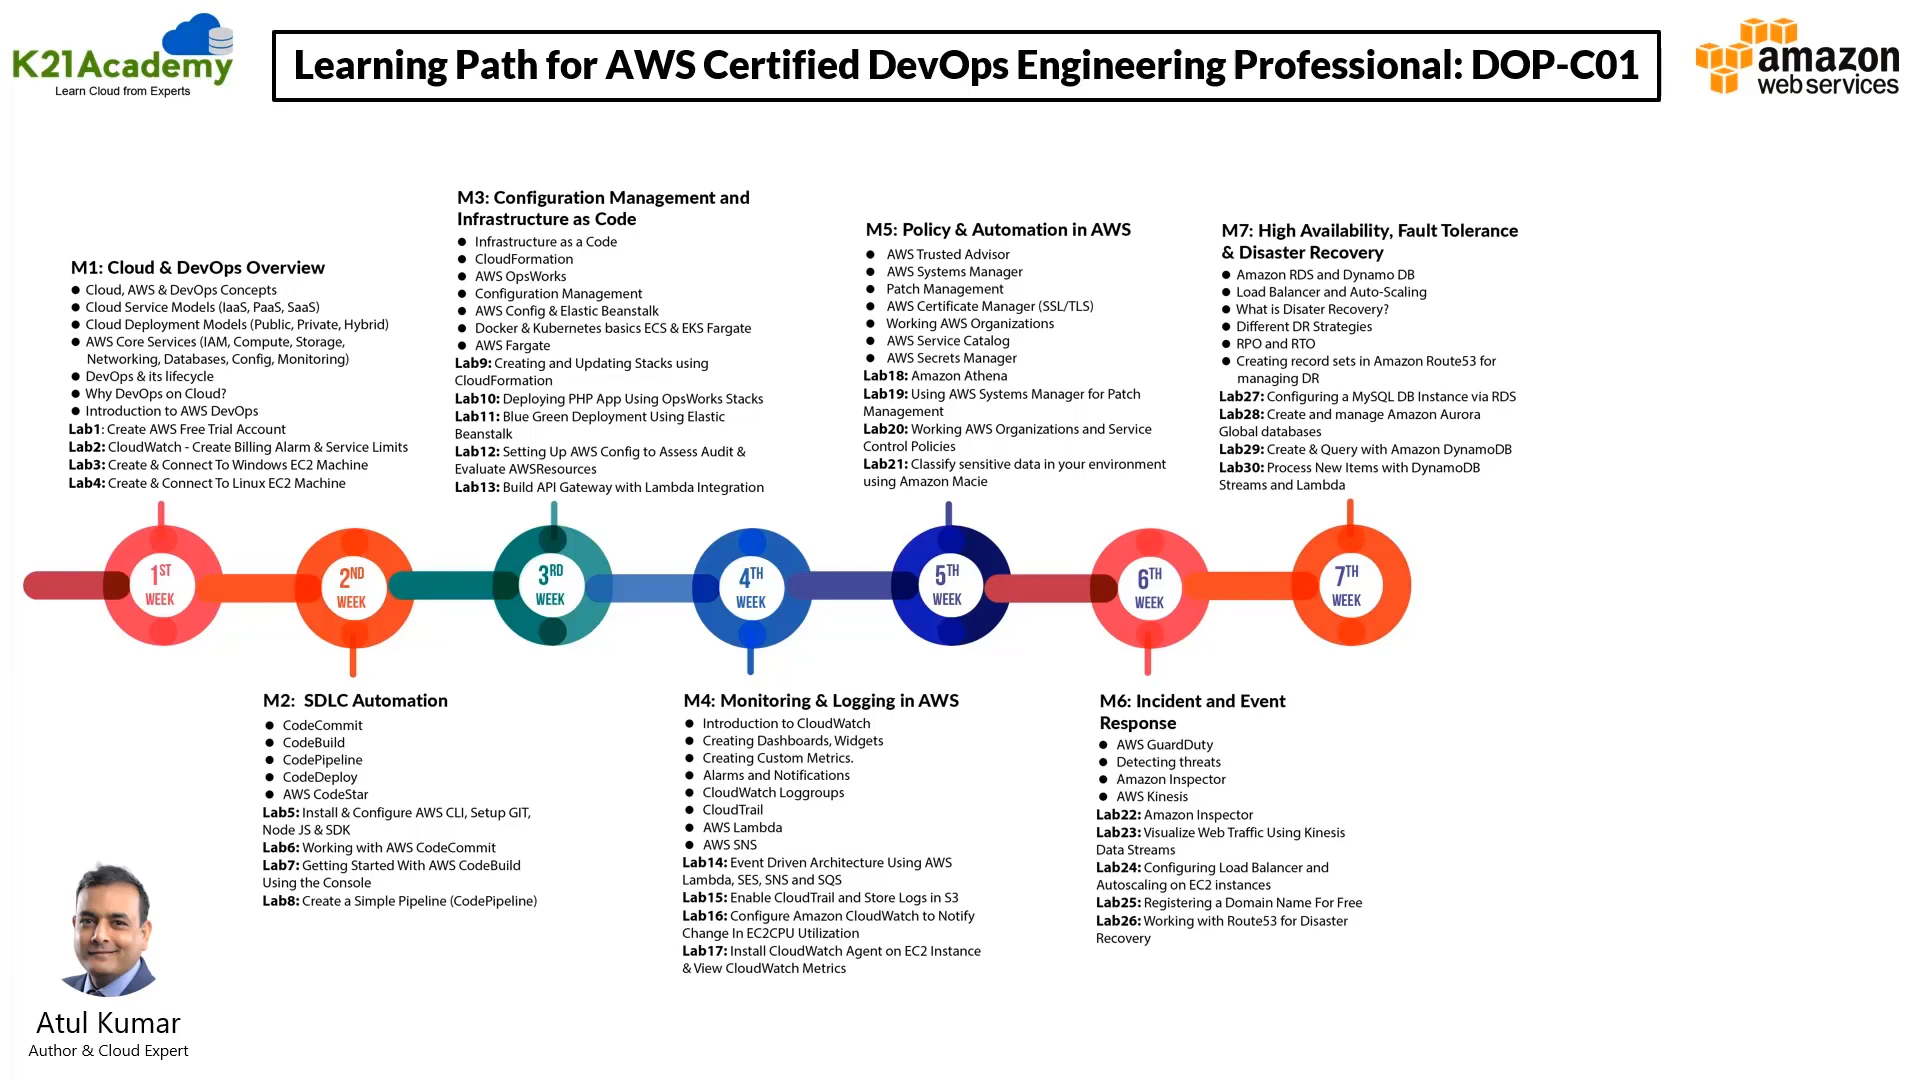 K21Academy
Learn Cloud from Experts
Learning Path for AWS Certified DevOps Engineering Professional: DOP-C01
amazon
web services
M1: Cloud & DevOps Overview
● Cloud, AWS & DevOps Concepts
● Cloud Service Models (IaaS, PaaS, SaaS)
● Cloud Deployment Models (Public, Private, Hybrid)
● AWS Core Services (IAM, Compute, Storage,
Networking, Databases, Config, Monitoring)
● DevOps & its lifecycle
● Why DevOps on Cloud?
● Introduction to AWS DevOps
Lab1: Create AWS Free Trial Account
Lab2: CloudWatch - Create Billing Alarm & Service Limits
Lab3: Create & Connect To Windows EC2 Machine
Lab4: Create & Connect To Linux EC2 Machine
M3: Configuration Management and
Infrastructure as Code
● Infrastructure as a Code
● CloudFormation
● AWS OpsWorks
● Configuration Management
● AWS Config & Elastic Beanstalk
● Docker & Kubernetes basics ECS & EKS Fargate
● AWS Fargate
Lab9: Creating and Updating Stacks using
CloudFormation
Lab10: Deploying PHP App Using OpsWorks Stacks
Lab11: Blue Green Deployment Using Elastic
Beanstalk
Lab12: Setting Up AWS Config to Assess Audit &
Evaluate AWSResources
Lab13: Build API Gateway with Lambda Integration
M5: Policy & Automation in AWS
● AWS Trusted Advisor
● AWS Systems Manager
● Patch Management
● AWS Certificate Manager (SSL/TLS)
● Working AWS Organizations
● AWS Service Catalog
● AWS Secrets Manager
Lab18: Amazon Athena
Lab19: Using AWS Systems Manager for Patch
Management
Lab20: Working AWS Organizations and Service
Control Policies
Lab21: Classify sensitive data in your environment
using Amazon Macie
M7: High Availability, Fault Tolerance
& Disaster Recovery
● Amazon RDS and Dynamo DB
● Load Balancer and Auto-Scaling
● What is Disater Recovery?
● Different DR Strategies
● RPO and RTO
● Creating record sets in Amazon Route53 for
managing DR
Lab27: Configuring a MySQL DB Instance via RDS
Lab28: Create and manage Amazon Aurora
Global databases
Lab29: Create & Query with Amazon DynamoDB
Lab30: Process New Items with DynamoDB
Streams and Lambda
1ST WEEK
2ND WEEK
3RD WEEK
4TH WEEK
5TH WEEK
6TH WEEK
7TH WEEK
M2: SDLC Automation
● CodeCommit
● CodeBuild
● CodePipeline
● CodeDeploy
● AWS CodeStar
Lab5: Install & Configure AWS CLI, Setup GIT,
Node JS & SDK
Lab6: Working with AWS CodeCommit
Lab7: Getting Started With AWS CodeBuild
Using the Console
Lab8: Create a Simple Pipeline (CodePipeline)
M4: Monitoring & Logging in AWS
● Introduction to CloudWatch
● Creating Dashboards, Widgets
● Creating Custom Metrics.
● Alarms and Notifications
● CloudWatch Loggroups
● CloudTrail
● AWS Lambda
● AWS SNS
Lab14: Event Driven Architecture Using AWS
Lambda, SES, SNS and SQS
Lab15: Enable CloudTrail and Store Logs in S3
Lab16: Configure Amazon CloudWatch to Notify
Change In EC2CPU Utilization
Lab17: Install CloudWatch Agent on EC2 Instance
& View CloudWatch Metrics
M6: Incident and Event
Response
● AWS GuardDuty
● Detecting threats
● Amazon Inspector
● AWS Kinesis
Lab22: Amazon Inspector
Lab23: Visualize Web Traffic Using Kinesis
Data Streams
Lab24: Configuring Load Balancer and
Autoscaling on EC2 instances
Lab25: Registering a Domain Name For Free
Lab26: Working with Route53 for Disaster
Recovery
Atul Kumar
Author & Cloud Expert